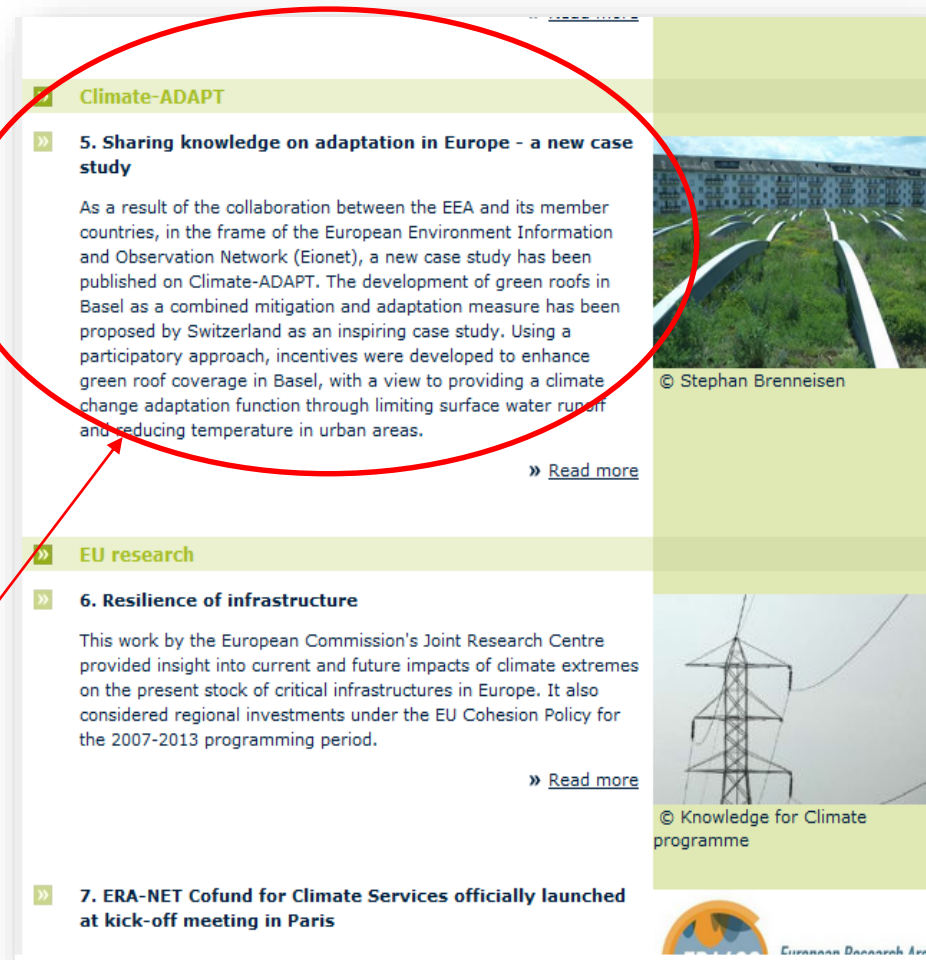 Climate-ADAPT
5. Sharing knowledge on adaptation in Europe - a new case
study
As a result of the collaboration between the EEA and its member
countries, in the frame of the European Environment Information
and Observation Network (Eionet), a new case study has been
published on Climate-ADAPT. The development of green roofs in
Basel as a combined mitigation and adaptation measure has been
proposed by Switzerland as an inspiring case study. Using a
participatory approach, incentives were developed to enhance
green roof coverage in Basel, with a view to providing a climate
change adaptation function through limiting surface water runoff
and reducing temperature in urban areas.
© Stephan Brenneisen
» Read more
EU research
6. Resilience of infrastructure
This work by the European Commission's Joint Research Centre
provided insight into current and future impacts of climate extremes
on the present stock of critical infrastructures in Europe. It also
considered regional investments under the EU Cohesion Policy for
the 2007-2013 programming period.
» Read more
© Knowledge for Climate
programme
7. ERA-NET Cofund for Climate Services officially launched
at kick-off meeting in Paris